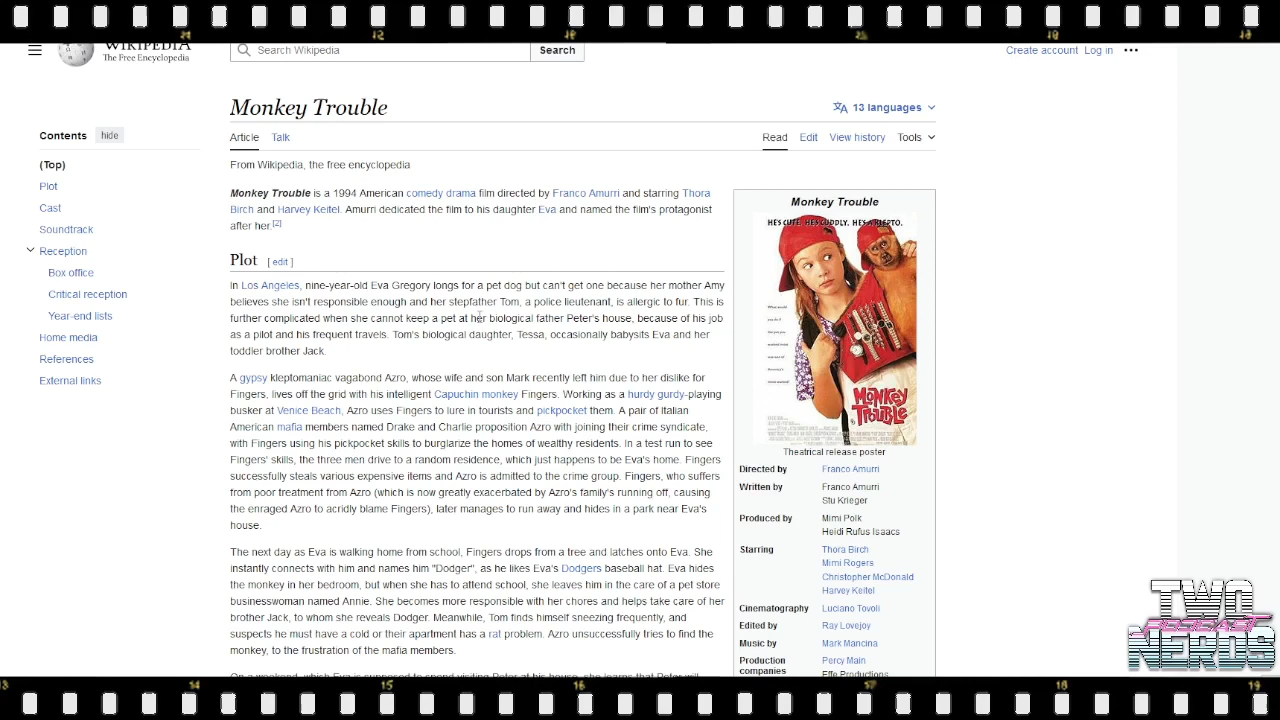 WIKIPEDIA
The Free Encyclopedia
Search Wikipedia
Search
Create account Log in
Monkey Trouble
13 languages
Article Talk
Read Edit View history Tools
From Wikipedia, the free encyclopedia
Contents hide
(Top)
Plot
Cast
Soundtrack
Reception
Box office
Critical reception
Year-end lists
Home media
References
External links
Monkey Trouble is a 1994 American comedy drama film directed by Franco Amurri and starring Thora
Birch and Harvey Keitel. Amurri dedicated the film to his daughter Eva and named the film's protagonist
after her.[2]
Plot [ edit ]
In Los Angeles, nine-year-old Eva Gregory longs for a pet dog but can't get one because her mother Amy
believes she isn't responsible enough and her stepfather Tom, a police lieutenant, is allergic to fur. This is
further complicated when she cannot keep a pet at her biological father Peter's house, because of his job
as a pilot and his frequent travels. Tom's biological daughter, Tessa, occasionally babysits Eva and her
toddler brother Jack.
A gypsy kleptomaniac vagabond Azro, whose wife and son Mark recently left him due to her dislike for
Fingers, lives off the grid with his intelligent Capuchin monkey Fingers. Working as a hurdy gurdy-playing
busker at Venice Beach, Azro uses Fingers to lure in tourists and pickpocket them. A pair of Italian
American mafia members named Drake and Charlie proposition Azro with joining their crime syndicate,
with Fingers using his pickpocket skills to burglarize the homes of wealthy residents. In a test run to see
Fingers' skills, the three men drive to a random residence, which just happens to be Eva's home. Fingers
successfully steals various expensive items and Azro is admitted to the crime group. Fingers, who suffers
from poor treatment from Azro (which is now greatly exacerbated by Azro's family's running off, causing
the enraged Azro to acridly blame Fingers), later manages to run away and hides in a park near Eva's
house.
The next day as Eva is walking home from school, Fingers drops from a tree and latches onto Eva. She
instantly connects with him and names him "Dodger", as he likes Eva's Dodgers baseball hat. Eva hides
the monkey in her bedroom, but when she has to attend school, she leaves him in the care of a pet store
businesswoman named Annie. She becomes more responsible with her chores and helps take care of her
brother Jack, to whom she reveals Dodger. Meanwhile, Tom finds himself sneezing frequently, and
suspects he must have a cold or their apartment has a rat problem. Azro unsuccessfully tries to find the
monkey, to the frustration of the mafia members.
Monkey Trouble
HE'S CUTE. HE'S CUDDLY. HE'S A KLEPTO.
MONKEY
TROUBLE
Theatrical release poster
Directed by Franco Amurri
Written by Franco Amurri
Stu Krieger
Produced by Mimi Polk
Heidi Rufus Isaacs
Starring Thora Birch
Mimi Rogers
Christopher McDonald
Harvey Keitel
Cinematography Luciano Tovoli
Edited by Ray Lovejoy
Music by Mark Mancina
Production Percy Main
companies Effe Productions
TWO
NERDS
13 14 15 16 17 18 19